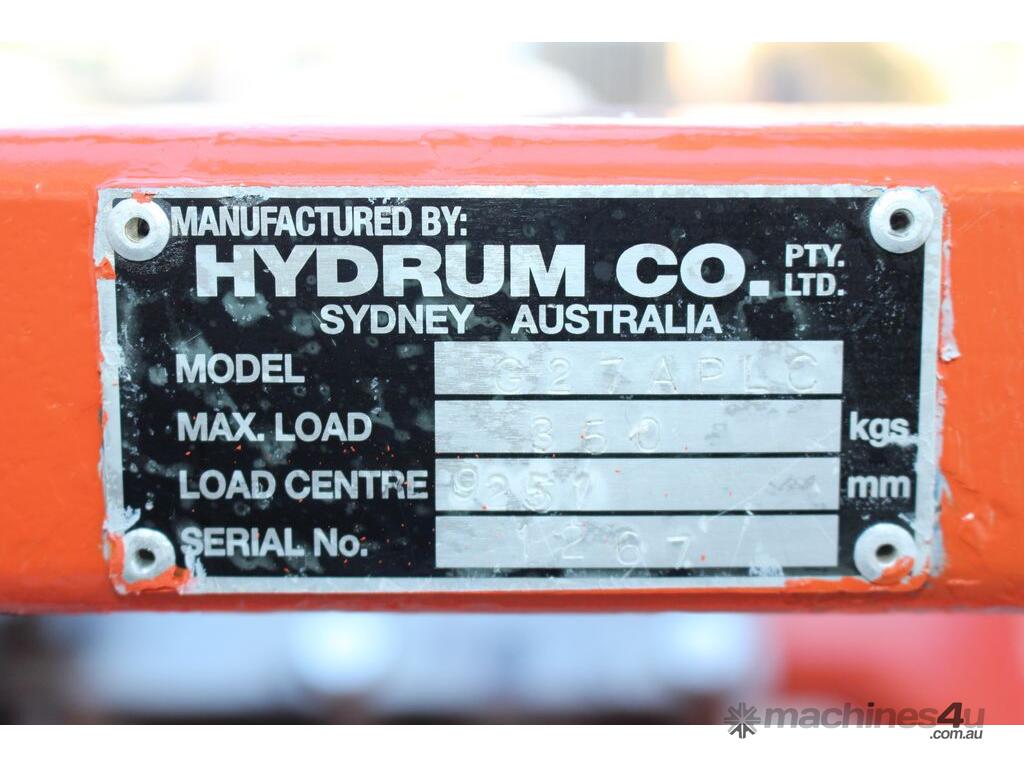 MANUFACTURED BY:
HYDRUM CO. PTY. LTD.
SYDNEY AUSTRALIA
MODEL G27APLC
MAX. LOAD 350 kgs
LOAD CENTRE mm
SERIAL No. 1267
machines4u
.com.au